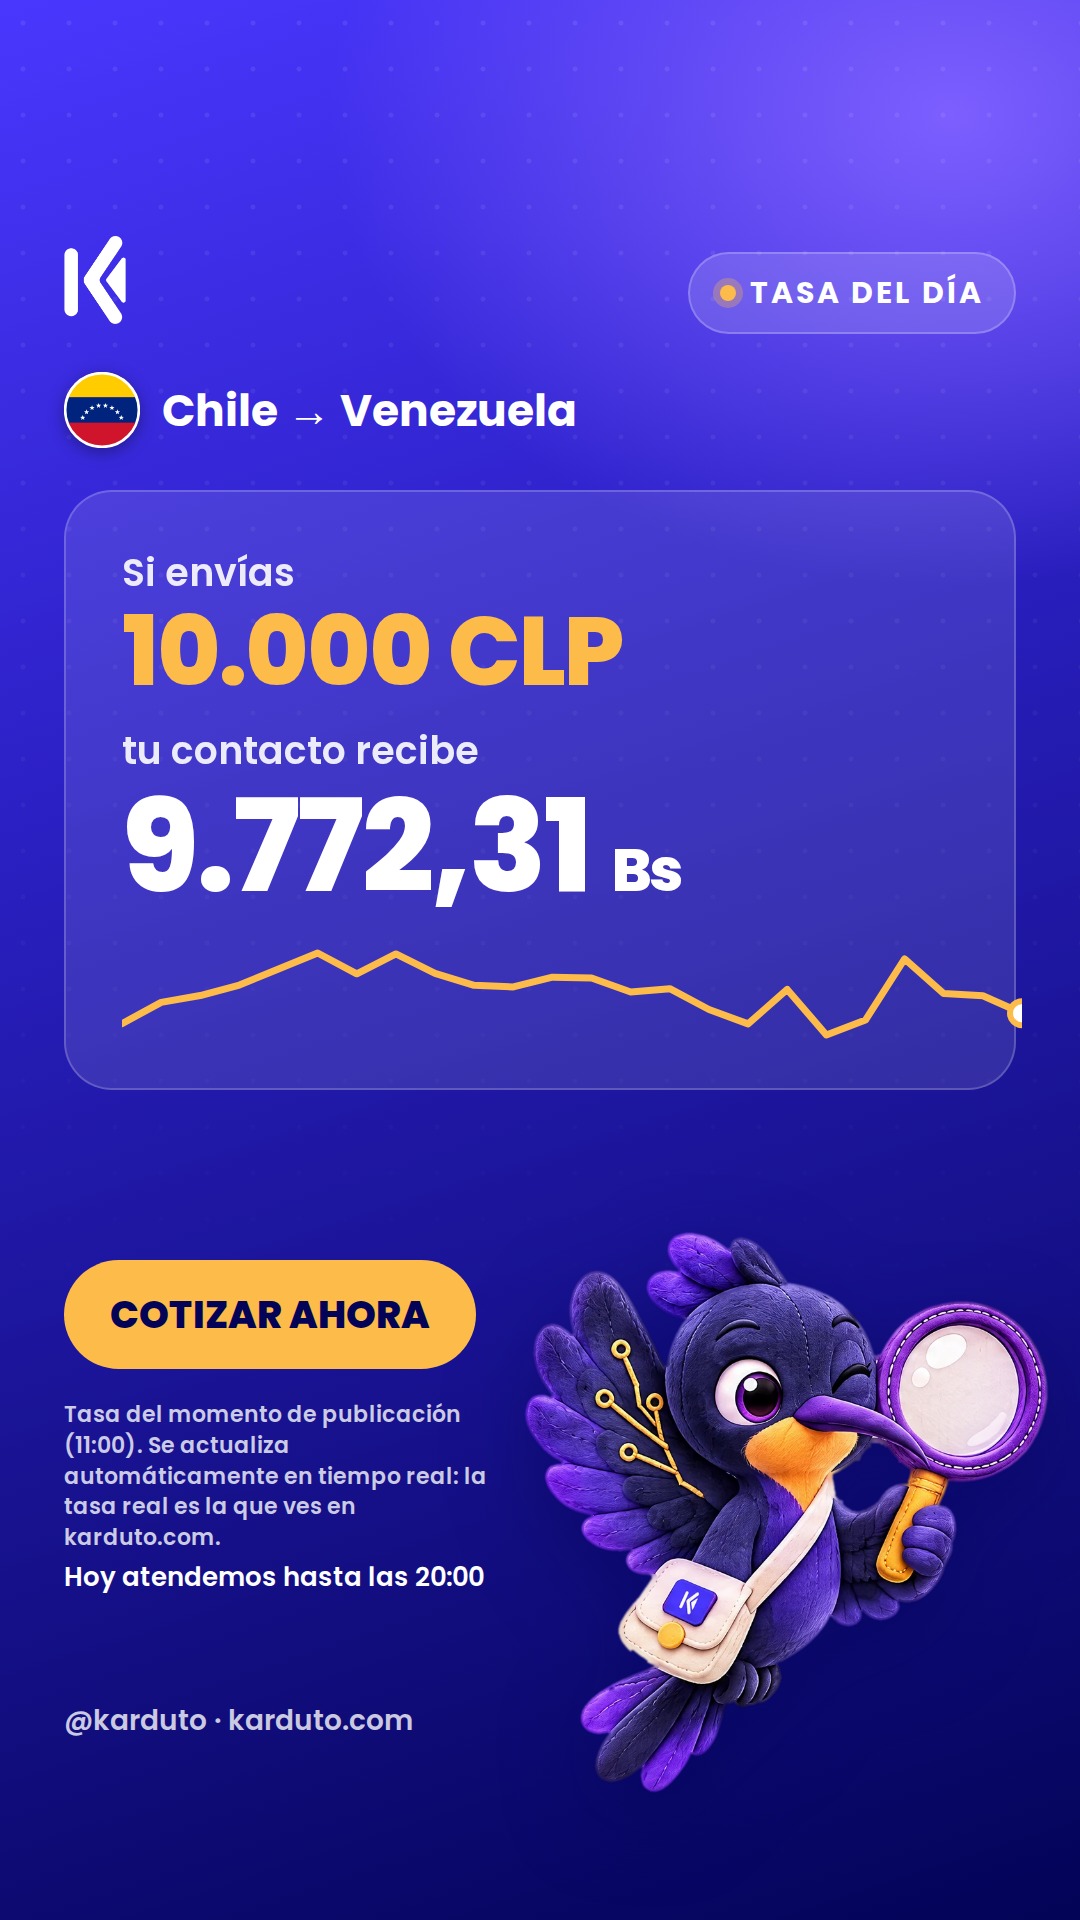 TASA DEL DÍA
Chile → Venezuela
Si envías
10.000 CLP
tu contacto recibe
9.772,31 Bs
COTIZAR AHORA
Tasa del momento de publicación
(11:00). Se actualiza
automáticamente en tiempo real: la
tasa real es la que ves en
karduto.com.
Hoy atendemos hasta las 20:00
@karduto · karduto.com